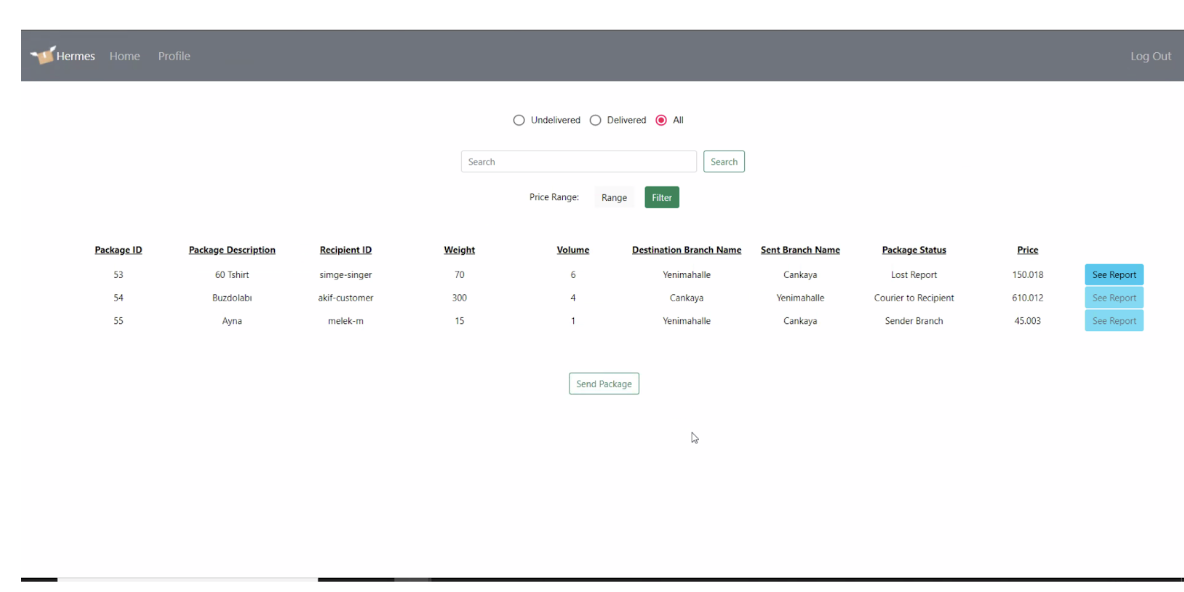 Hermes Home Profile Log Out
Undelivered Delivered All
Search Search
Price Range: Range Filter
Package ID Package Description Recipient ID Weight Volume Destination Branch Name Sent Branch Name Package Status Price
53 60 Tshirt simge-singer 70 6 Yenimahalle Cankaya Lost Report 150.018 See Report
54 Buzdolabı akif-customer 300 4 Cankaya Yenimahalle Courier to Recipient 610.012 See Report
55 Ayna melek-m 15 1 Yenimahalle Cankaya Sender Branch 45.003 See Report
Send Package